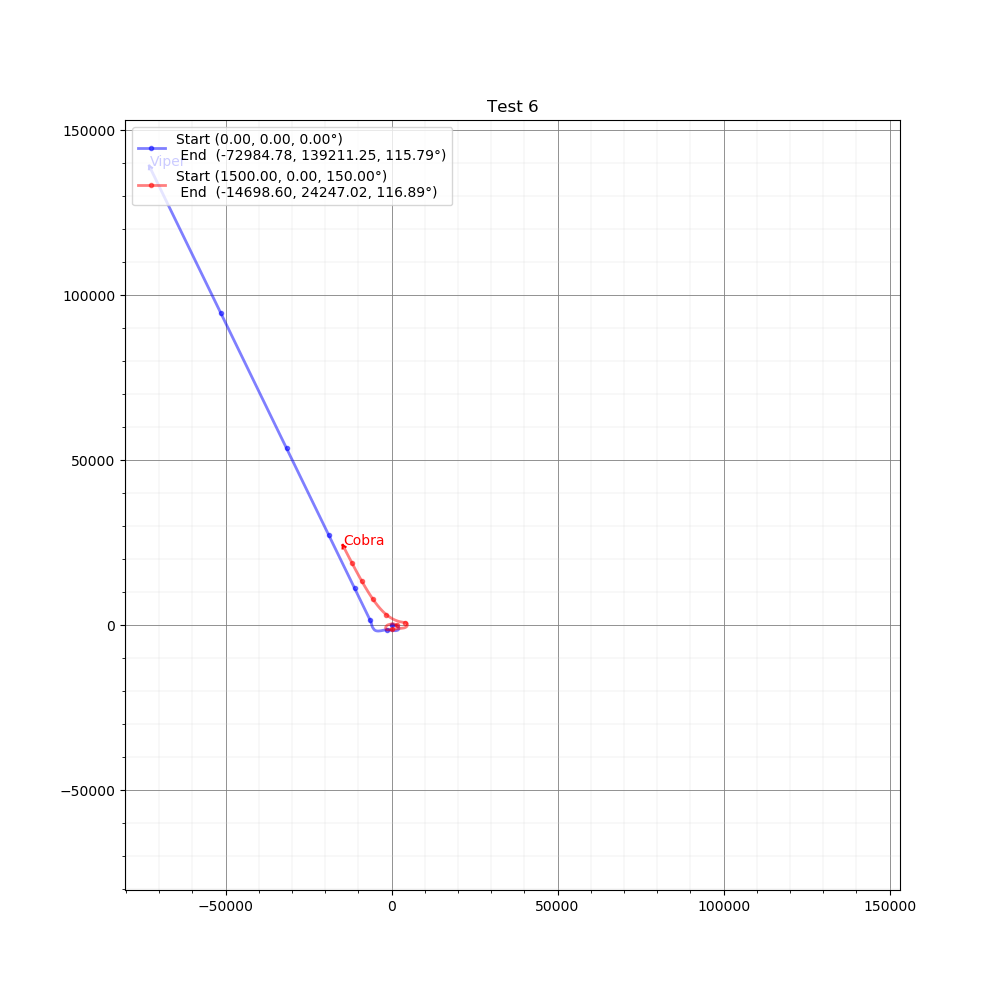 Test 6
Start (0.00, 0.00, 0.00°)
End (-72984.78, 139211.25, 115.79°)
Start (1500.00, 0.00, 150.00°)
End (-14698.60, 24247.02, 116.89°)
Viper
Cobra
150000
100000
50000
0
−50000
−50000
0
50000
100000
150000